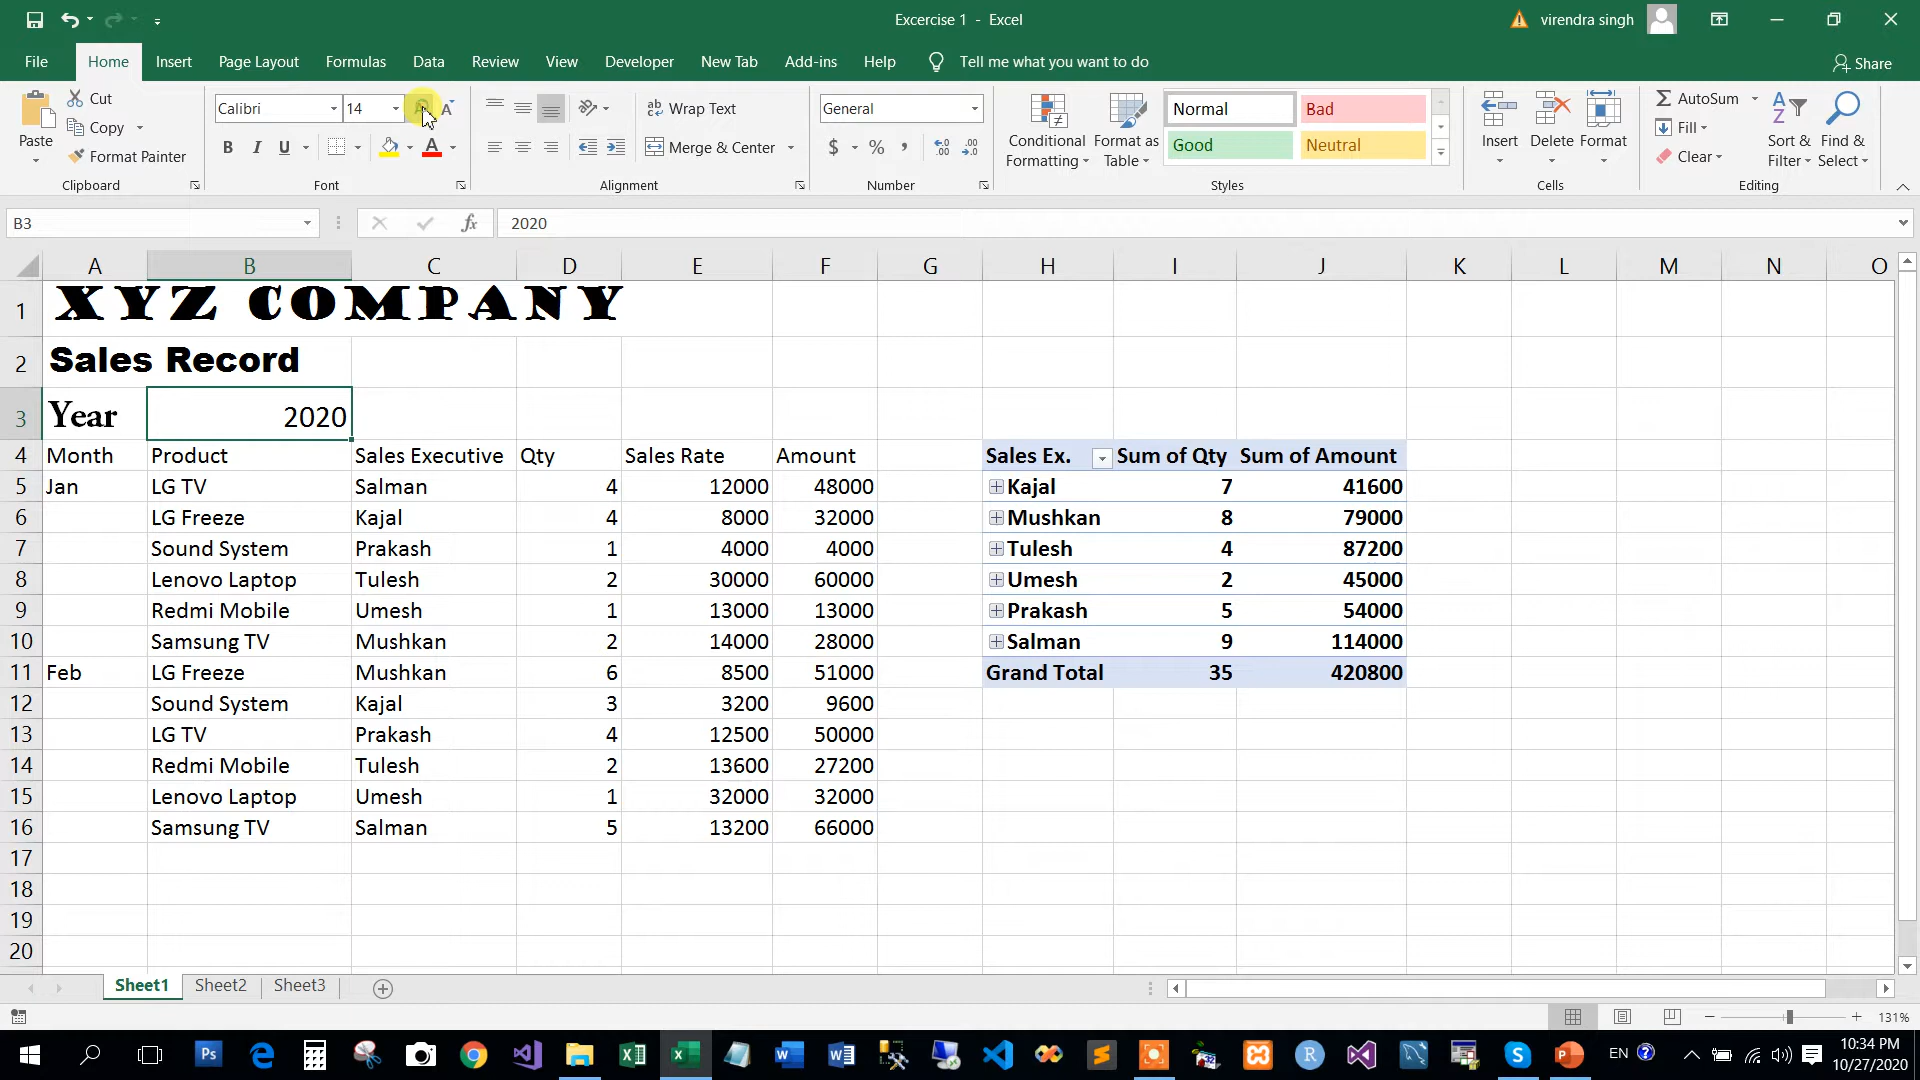 Excercise 1 - Excel
virendra singh
File Home Insert Page Layout Formulas Data Review View Developer New Tab Add-ins Help Tell me what you want to do Share
Paste Cut Copy Format Painter Clipboard
Calibri 14 B I U A Font
Wrap Text Merge & Center Alignment
General $ % , Number
Conditional Formatting Format as Table Normal Bad Good Neutral Styles
Insert Delete Format Cells
AutoSum Fill Clear Sort & Filter Find & Select Editing
B3 fx 2020
A B C D E F G H I J K L M N O
1 XYZ COMPANY
2 Sales Record
3 Year 2020
4 Month Product Sales Executive Qty Sales Rate Amount Sales Ex. Sum of Qty Sum of Amount
5 Jan LG TV Salman 4 12000 48000 Kajal 7 41600
6 LG Freeze Kajal 4 8000 32000 Mushkan 8 79000
7 Sound System Prakash 1 4000 4000 Tulesh 4 87200
8 Lenovo Laptop Tulesh 2 30000 60000 Umesh 2 45000
9 Redmi Mobile Umesh 1 13000 13000 Prakash 5 54000
10 Samsung TV Mushkan 2 14000 28000 Salman 9 114000
11 Feb LG Freeze Mushkan 6 8500 51000 Grand Total 35 420800
12 Sound System Kajal 3 3200 9600
13 LG TV Prakash 4 12500 50000
14 Redmi Mobile Tulesh 2 13600 27200
15 Lenovo Laptop Umesh 1 32000 32000
16 Samsung TV Salman 5 13200 66000
17
18
19
20
Sheet1 Sheet2 Sheet3
131%
Ps EN 10:34 PM
10/27/2020